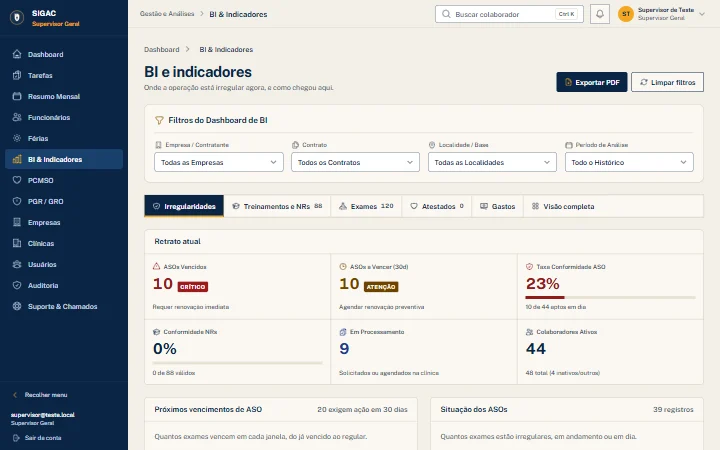 SIGAC
Supervisor Geral
Dashboard
Tarefas
Resumo Mensal
Funcionários
Férias
BI & Indicadores
PCMSO
PGR / GRO
Empresas
Clínicas
Usuários
Auditoria
Suporte & Chamados
Recolher menu
supervisor@teste.local
Supervisor Geral
Sair da conta
Gestão e Análises > BI & Indicadores
Buscar colaborador Ctrl K
ST Supervisor de Teste
Supervisor Geral
Dashboard > BI & Indicadores
BI e indicadores
Onde a operação está irregular agora, e como chegou aqui.
Exportar PDF Limpar filtros
Filtros do Dashboard de BI
Empresa / Contratante Contrato Localidade / Base Período de Análise
Todas as Empresas Todos os Contratos Todas as Localidades Todo o Histórico
Irregularidades Treinamentos e NRs 88 Exames 120 Atestados 0 Gastos Visão completa
Retrato atual
ASOs Vencidos ASOs a Vencer (30d) Taxa Conformidade ASO
10 CRÍTICO 10 ATENÇÃO 23%
Requer renovação imediata Agendar renovação preventiva 10 de 44 aptos em dia
Conformidade NRs Em Processamento Colaboradores Ativos
0% 9 44
0 de 88 válidos Solicitados ou agendados na clínica 48 total (4 inativos/outros)
Próximos vencimentos de ASO 20 exigem ação em 30 dias Situação dos ASOs 39 registros
Quantos exames vencem em cada janela, do já vencido ao regular. Quantos exames estão irregulares, em andamento ou em dia.